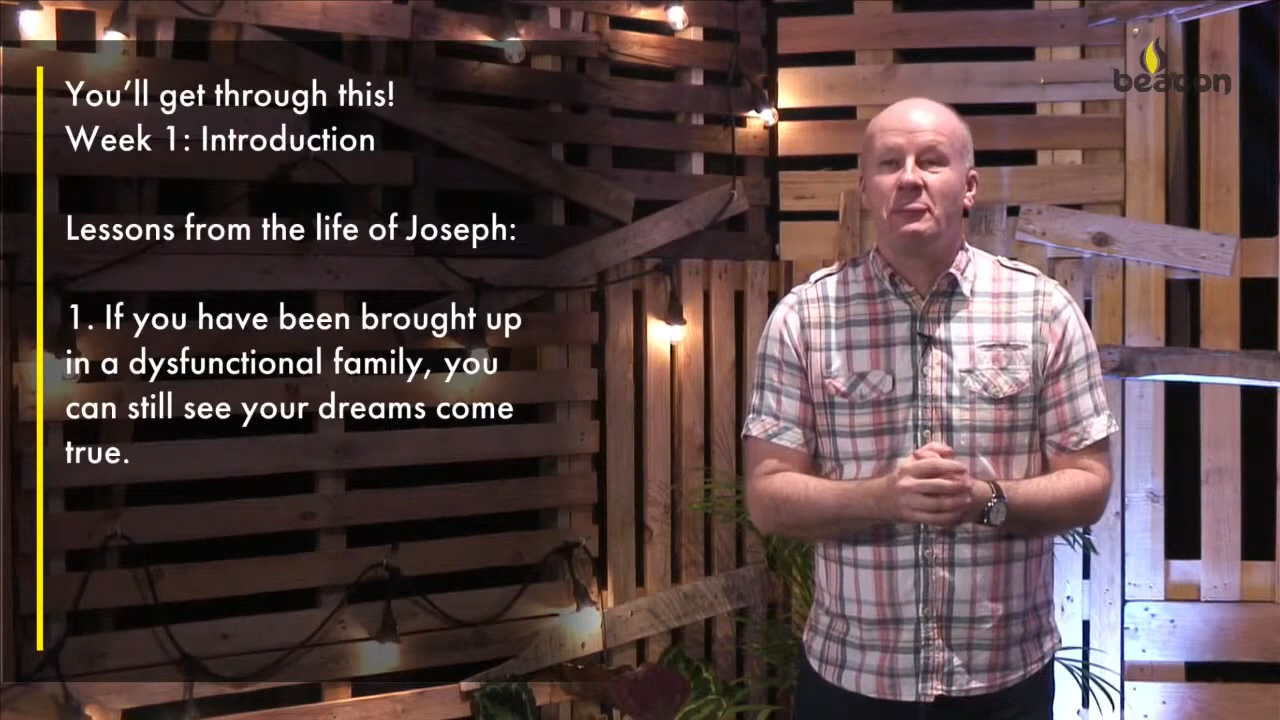 You’ll get through this!
Week 1: Introduction
Lessons from the life of Joseph:
1. If you have been brought up
in a dysfunctional family, you
can still see your dreams come
true.
beacon